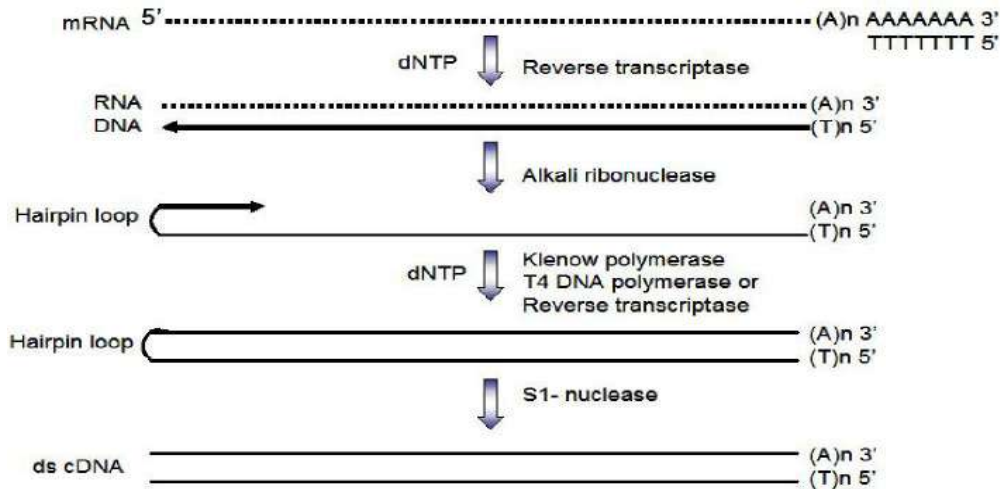 mRNA 5’ (A)n AAAAAAA 3’
TTTTTTT 5’
dNTP Reverse transcriptase
RNA (A)n 3’
DNA (T)n 5’
Alkali ribonuclease
Hairpin loop (A)n 3’
(T)n 5’
dNTP Klenow polymerase
T4 DNA polymerase or
Reverse transcriptase
Hairpin loop (A)n 3’
(T)n 5’
S1- nuclease
ds cDNA (A)n 3’
(T)n 5’